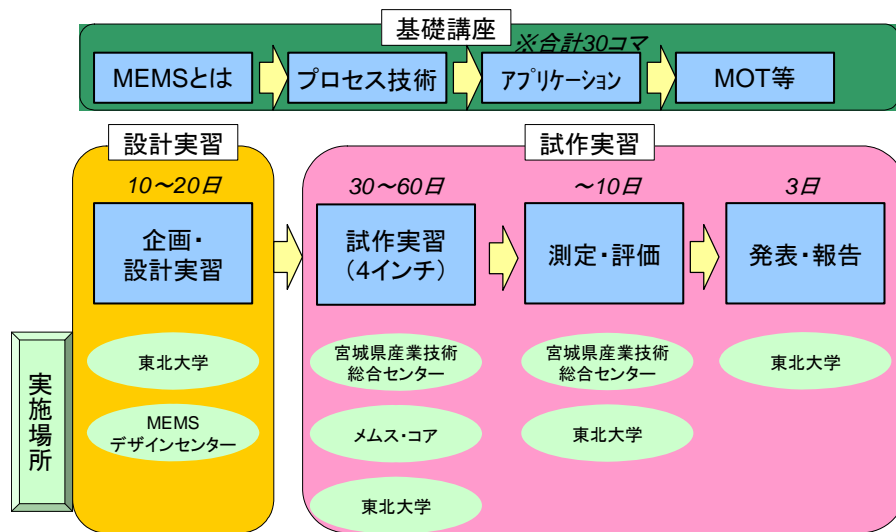 基礎講座
※合計30コマ
MEMSとは
プロセス技術
アプリケーション
MOT等
設計実習
10～20日
企画・
設計実習
試作実習
30～60日
試作実習
（4インチ）
～10日
測定・評価
3日
発表・報告
実施場所
東北大学
MEMS
デザインセンター
宮城県産業技術
総合センター
メムス・コア
東北大学
宮城県産業技術
総合センター
東北大学
東北大学